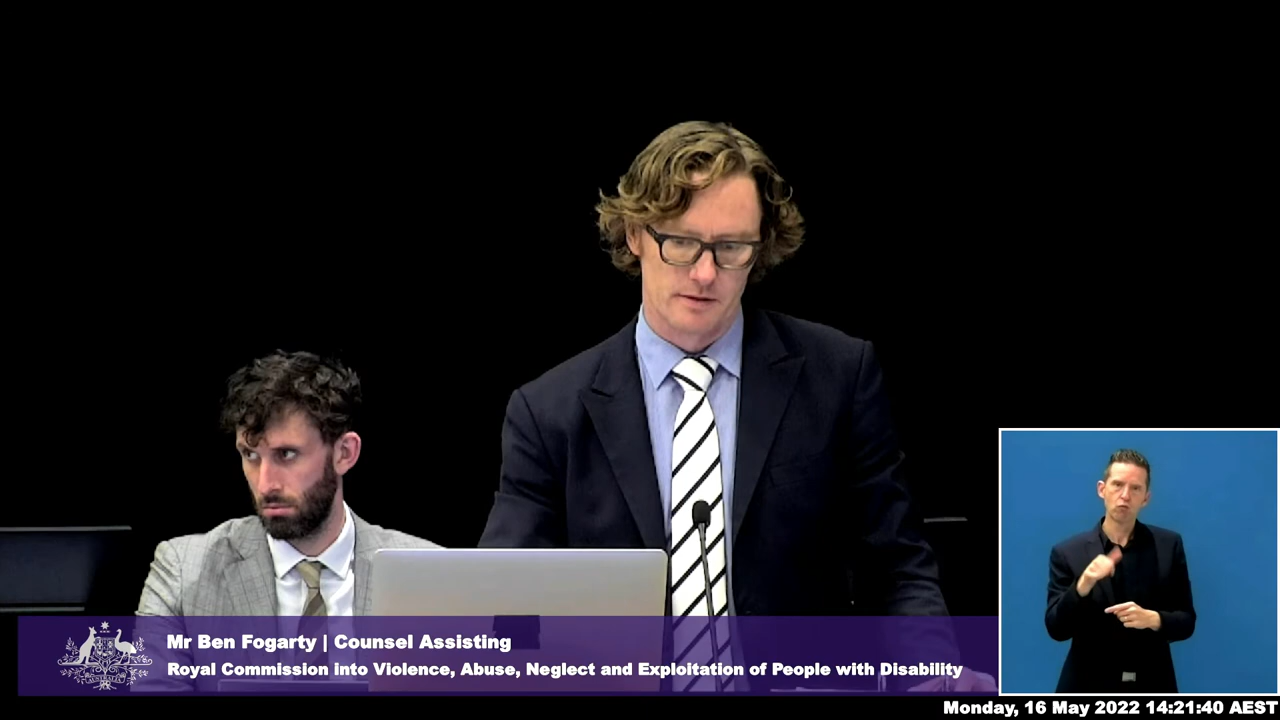 Mr Ben Fogarty | Counsel Assisting
Royal Commission into Violence, Abuse, Neglect and Exploitation of People with Disability
AUSTRALIA
Monday, 16 May 2022 14:21:40 AEST